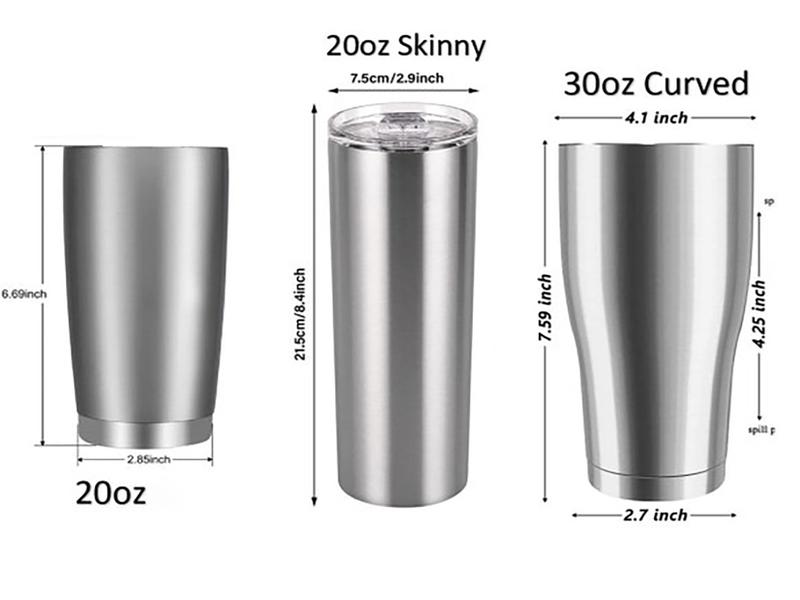 20oz Skinny
7.5cm/2.9inch
30oz Curved
4.1 inch
6.69inch
21.5cm/8.4inch
7.59 inch
sp
4.25 inch
spill p
2.85inch
20oz
2.7 inch